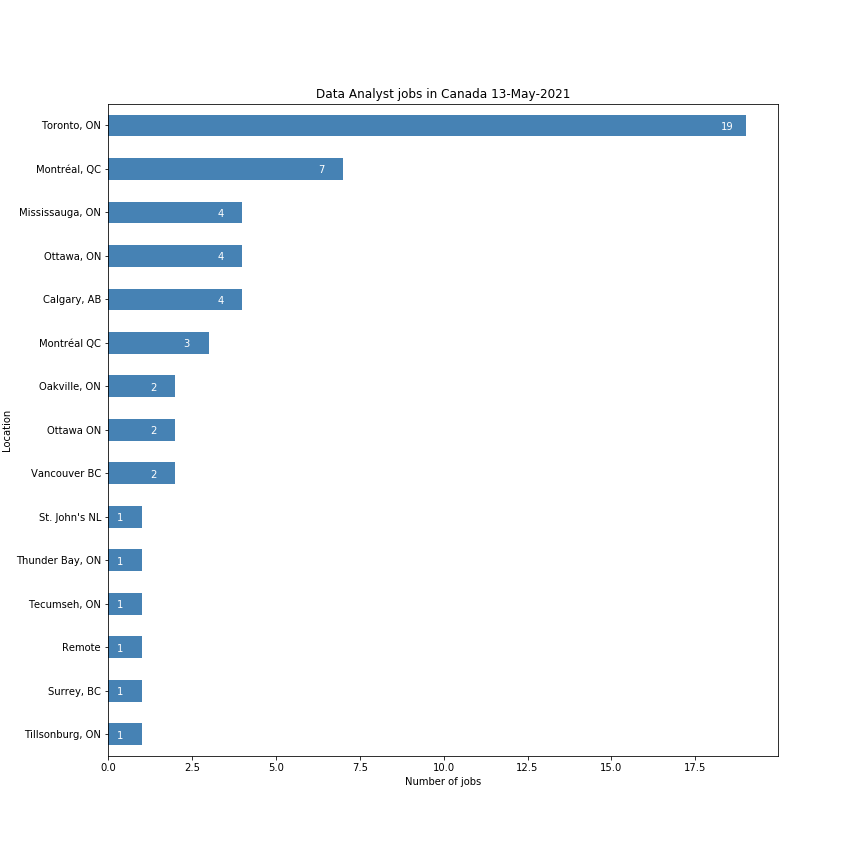 Data Analyst jobs in Canada 13-May-2021
Toronto, ON 19
Montréal, QC 7
Mississauga, ON 4
Ottawa, ON 4
Calgary, AB 4
Montréal QC 3
Oakville, ON 2
Ottawa ON 2
Vancouver BC 2
St. John's NL 1
Thunder Bay, ON 1
Tecumseh, ON 1
Remote 1
Surrey, BC 1
Tillsonburg, ON 1
Location
0.0 2.5 5.0 7.5 10.0 12.5 15.0 17.5
Number of jobs